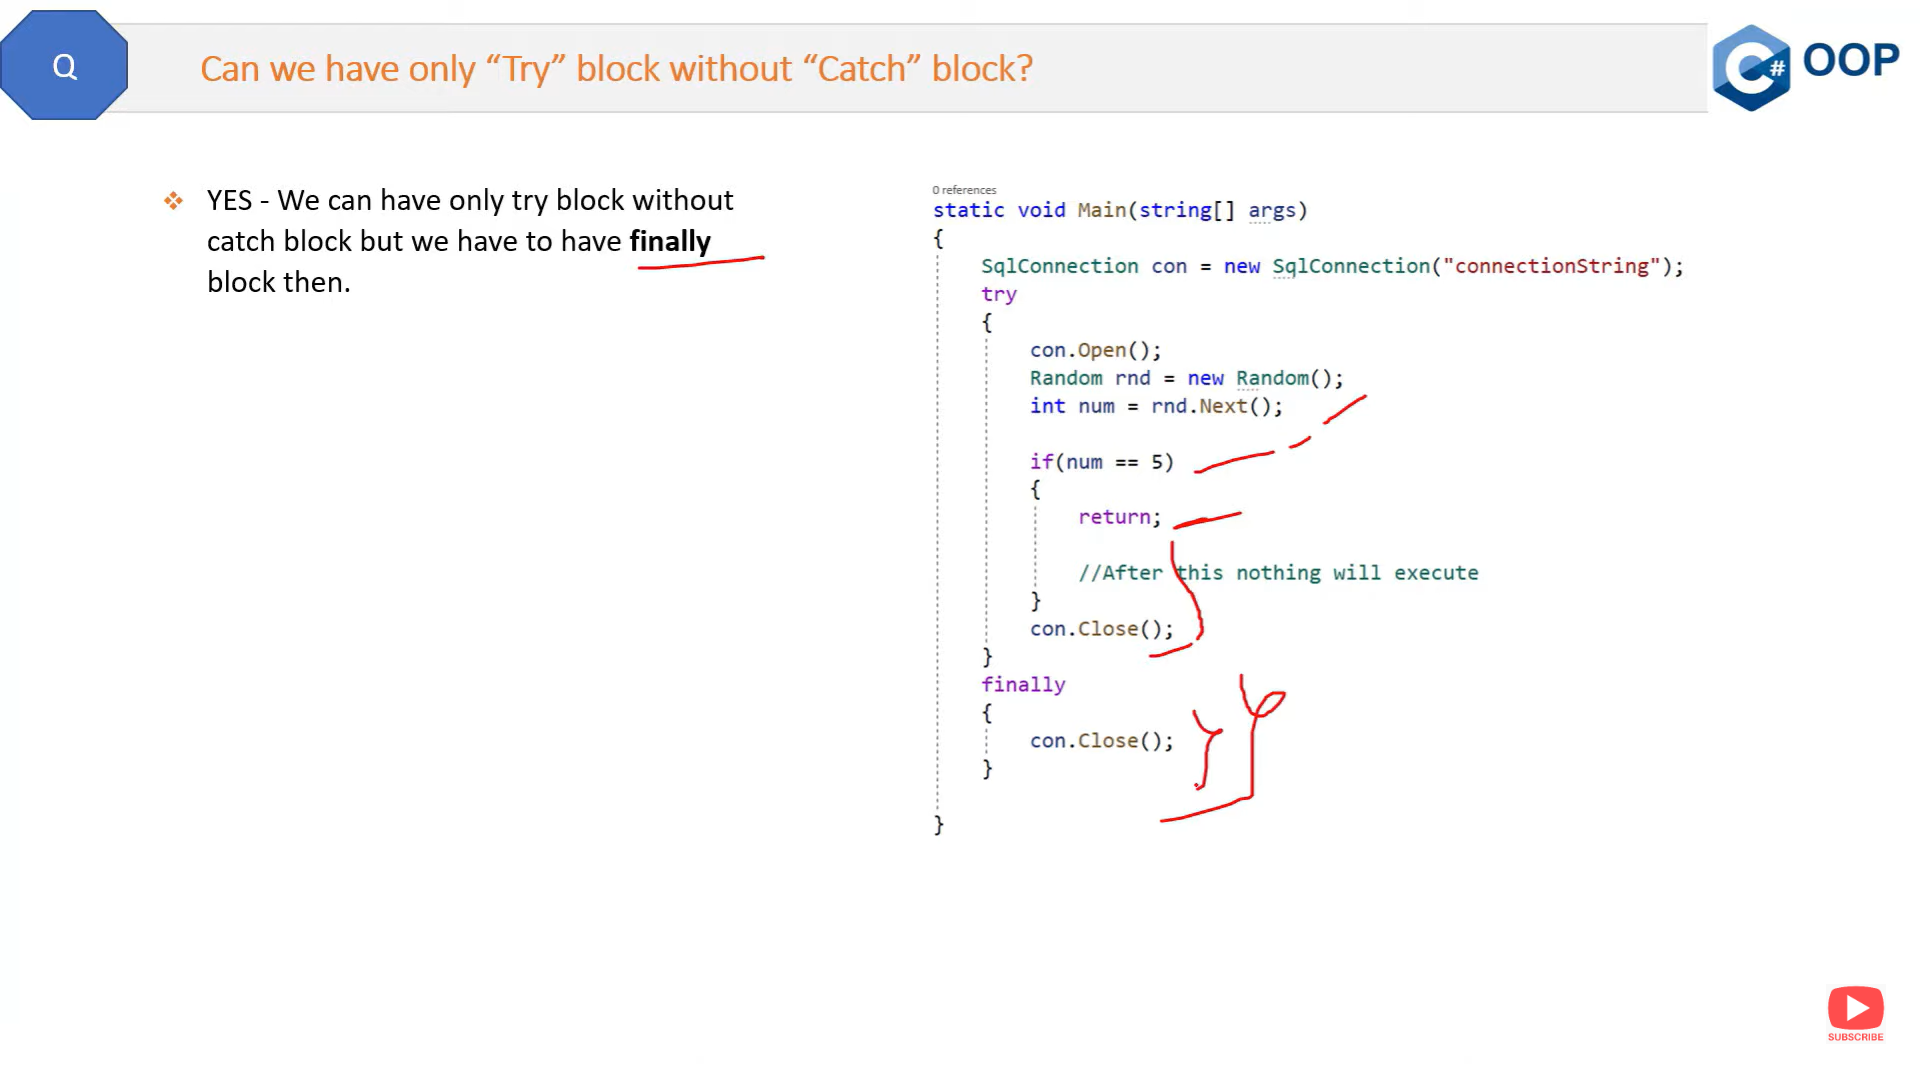 Q
Can we have only “Try” block without “Catch” block?
C# OOP
YES - We can have only try block without
catch block but we have to have finally
block then.
0 references
static void Main(string[] args)
{
SqlConnection con = new SqlConnection("connectionString");
try
{
con.Open();
Random rnd = new Random();
int num = rnd.Next();
if(num == 5)
{
return;
//After this nothing will execute
}
con.Close();
}
finally
{
con.Close();
}
}
SUBSCRIBE